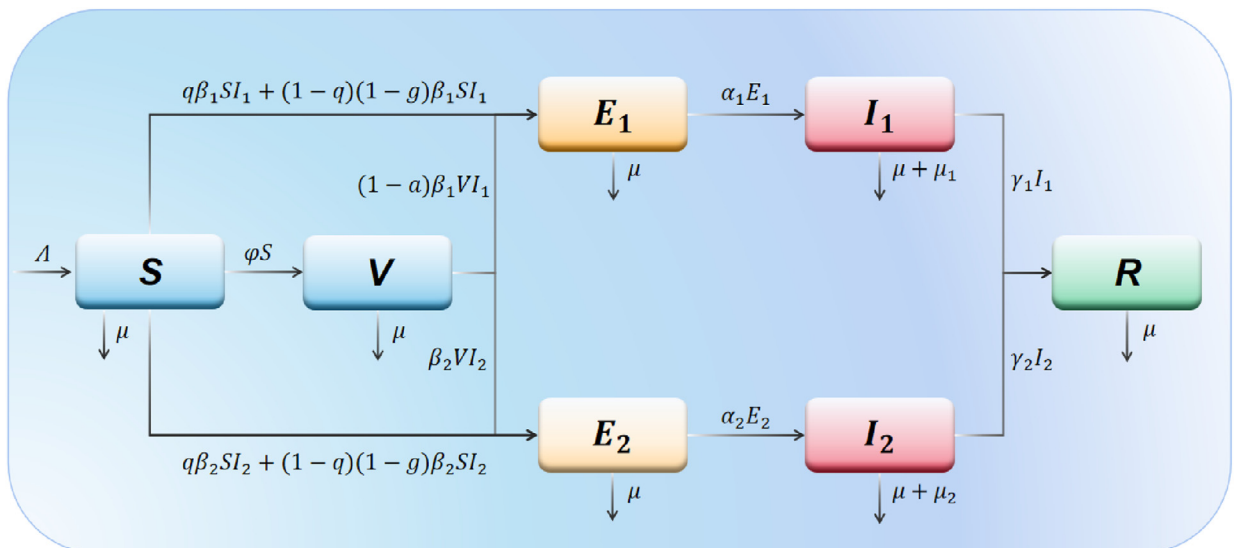 qβ₁SI₁ + (1 − q)(1 − g)β₁SI₁
E₁
α₁E₁
I₁
μ
μ + μ₁
(1 − a)β₁VI₁
γ₁I₁
Λ
S
φS
V
R
μ
μ
μ
β₂VI₂
γ₂I₂
E₂
α₂E₂
I₂
qβ₂SI₂ + (1 − q)(1 − g)β₂SI₂
μ
μ + μ₂